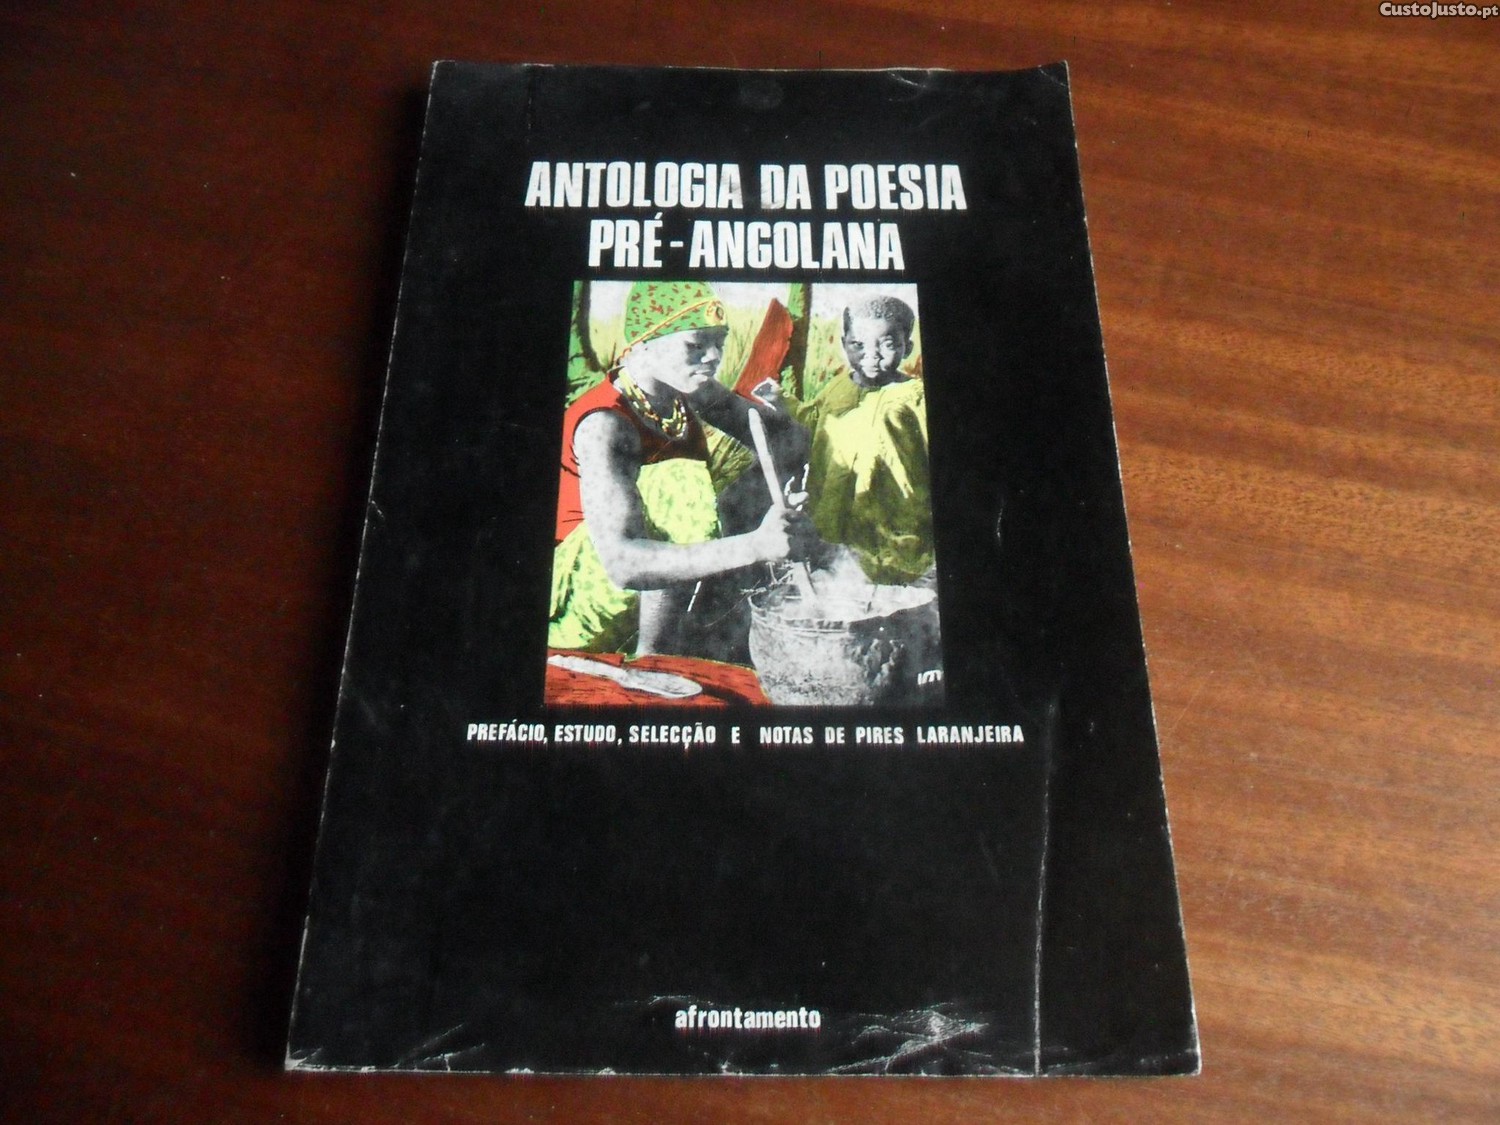 CustoJusto.pt
ANTOLOGIA DA POESIA
PRÉ-ANGOLANA
PREFÁCIO, ESTUDO, SELECÇÃO E NOTAS DE PIRES LARANJEIRA
afrontamento